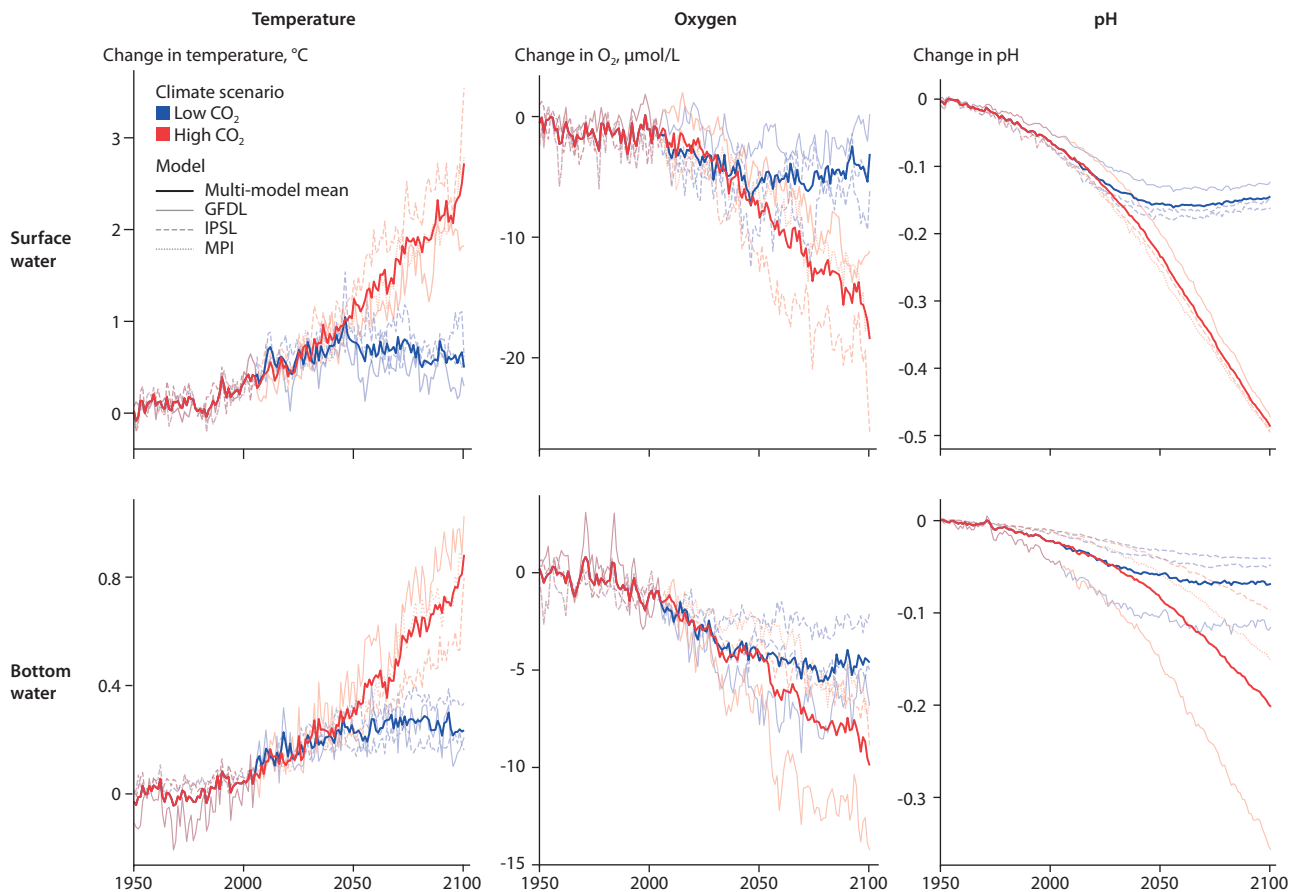 Temperature
Oxygen
pH
Change in temperature, °C
Change in O₂, µmol/L
Change in pH
Surface
water
3
2
1
0
Climate scenario
Low CO₂
High CO₂
Model
Multi-model mean
GFDL
IPSL
MPI
0
-10
-20
0
-0.1
-0.2
-0.3
-0.4
-0.5
1950 2000 2050 2100
Bottom
water
0.8
0.4
0
1950 2000 2050 2100
0
-5
-10
-15
1950 2000 2050 2100
0
-0.1
-0.2
-0.3
1950 2000 2050 2100